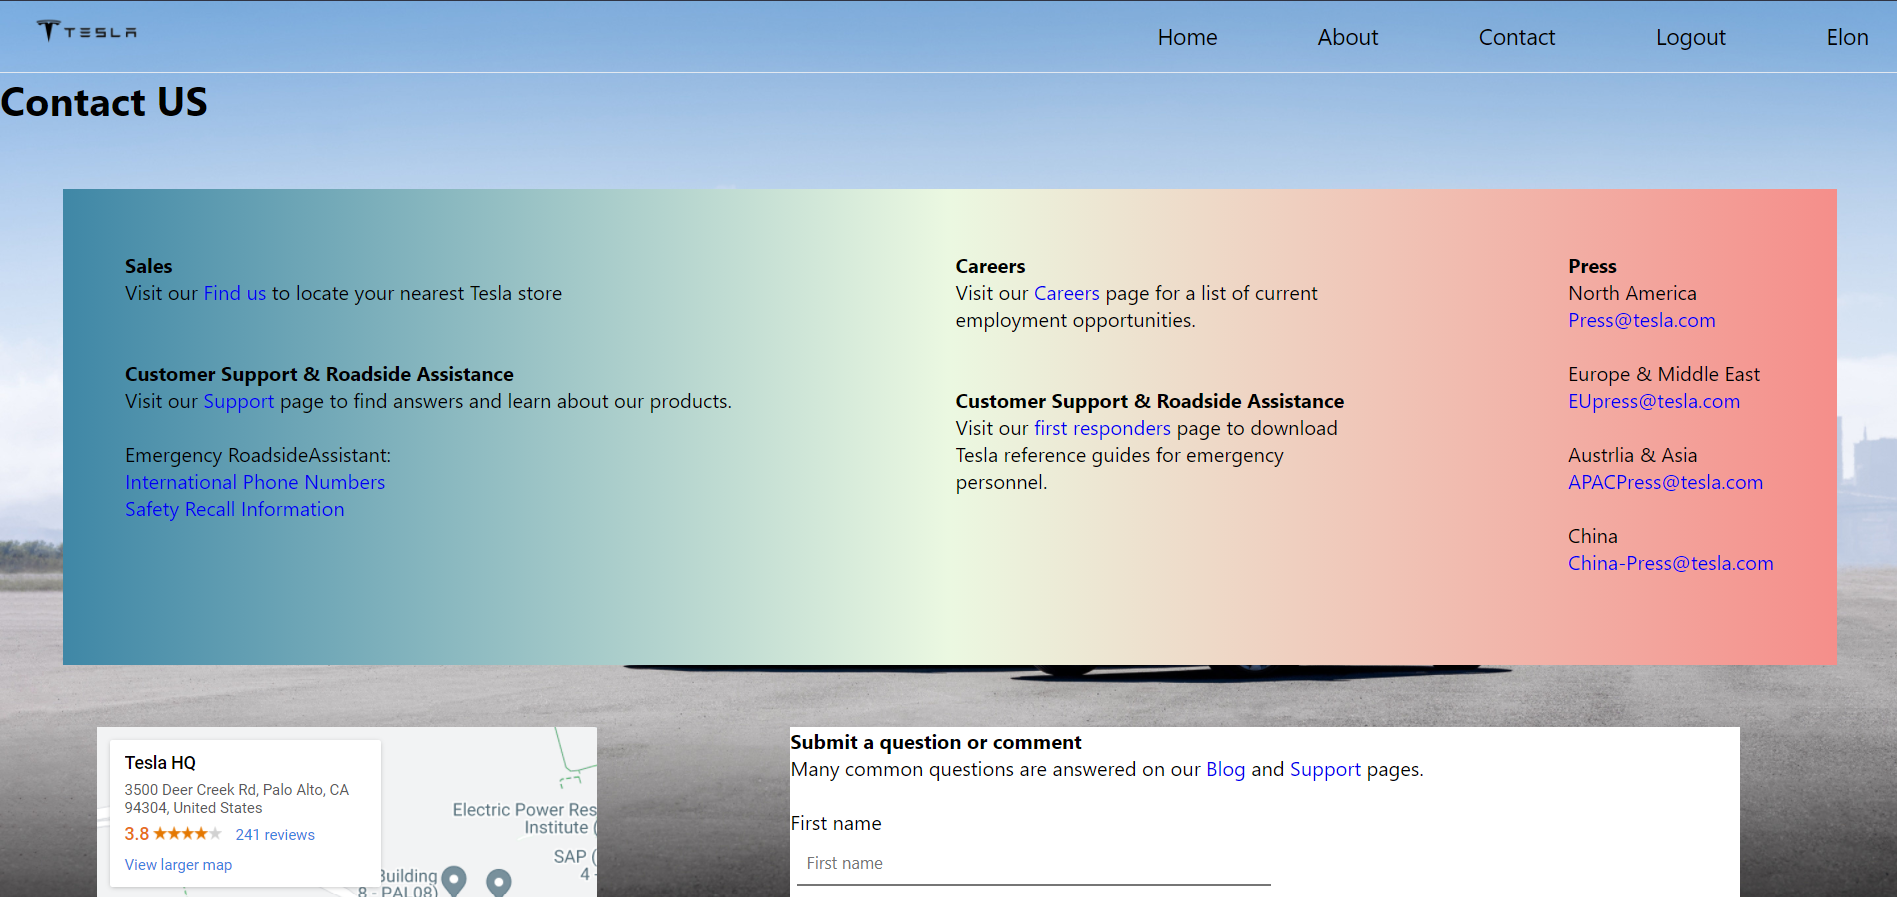 TESLA
Home About Contact Logout Elon
Contact US
Sales
Visit our Find us to locate your nearest Tesla store
Customer Support & Roadside Assistance
Visit our Support page to find answers and learn about our products.
Emergency RoadsideAssistant:
International Phone Numbers
Safety Recall Information
Careers
Visit our Careers page for a list of current
employment opportunities.
Customer Support & Roadside Assistance
Visit our first responders page to download
Tesla reference guides for emergency
personnel.
Press
North America
Press@tesla.com
Europe & Middle East
EUpress@tesla.com
Austrlia & Asia
APACPress@tesla.com
China
China-Press@tesla.com
Tesla HQ
3500 Deer Creek Rd, Palo Alto, CA
94304, United States
3.8 241 reviews
View larger map
Electric Power Res
Institute (
SAP (
4 -
Building
8 - PAL08)
Submit a question or comment
Many common questions are answered on our Blog and Support pages.
First name
First name